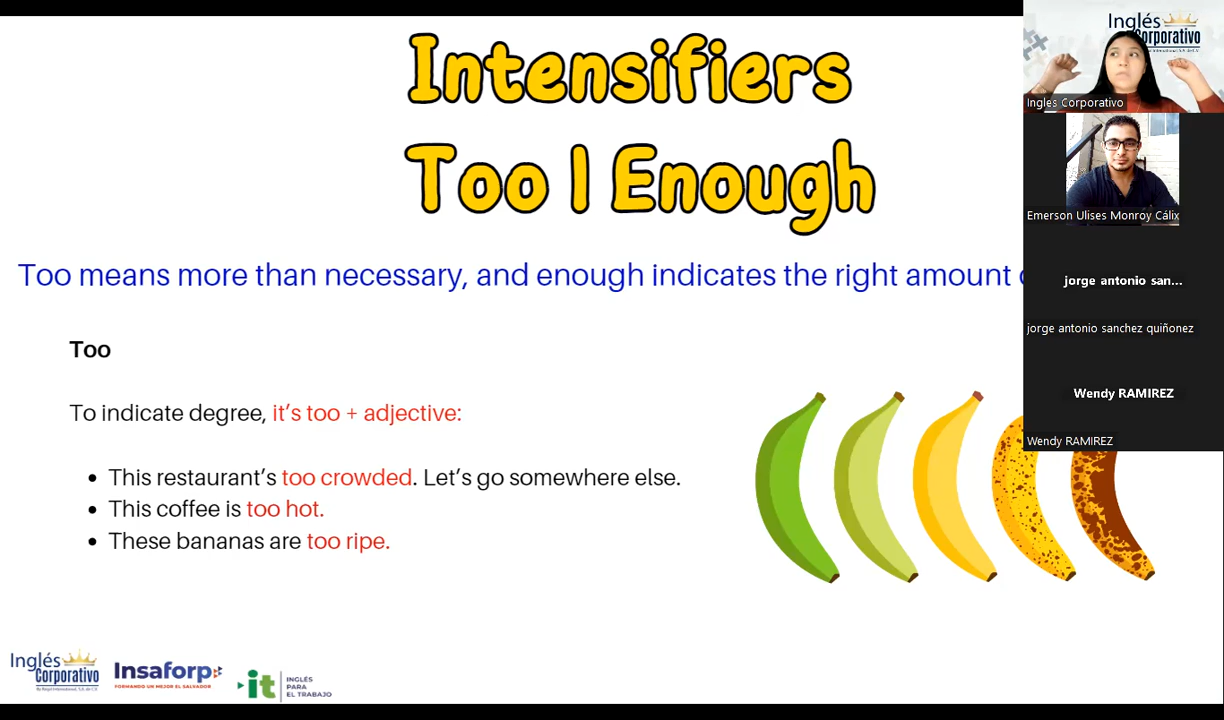 Intensifiers
Too | Enough
Too means more than necessary, and enough indicates the right amount
Too
To indicate degree, it’s too + adjective:
• This restaurant’s too crowded. Let’s go somewhere else.
• This coffee is too hot.
• These bananas are too ripe.
Inglés
Corporativo
Insaforp
FORMANDO UN MEJOR EL SALVADOR
it
INGLÉS
PARA
EL TRABAJO
Inglés
Corporativo
Ingles Corporativo
Emerson Ulises Monroy Cálix
jorge antonio san...
jorge antonio sanchez quiñonez
Wendy RAMIREZ
Wendy RAMIREZ